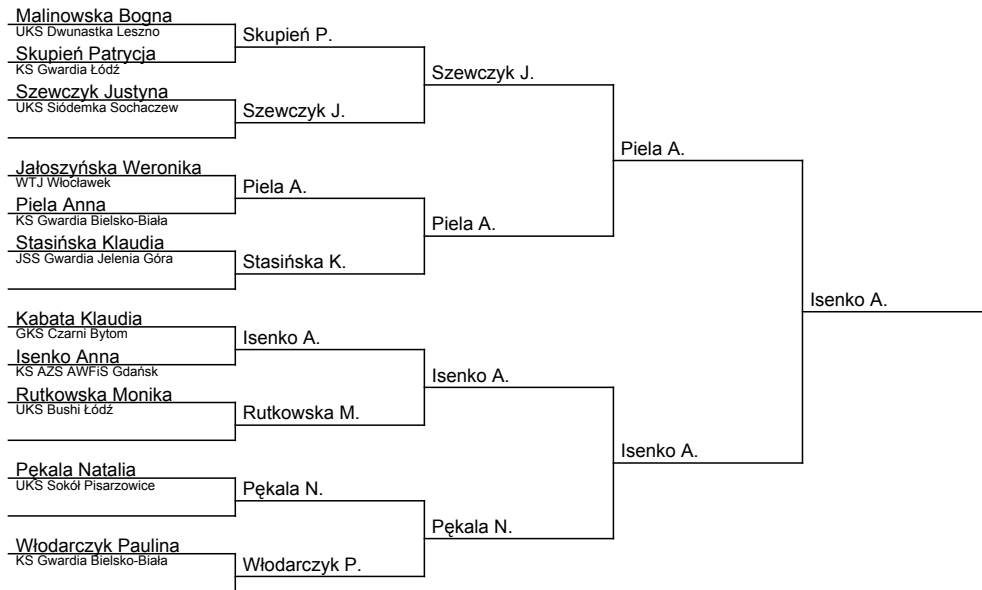 Malinowska Bogna
UKS Dwunastka Leszno
Skupień Patrycja
KS Gwardia Łódź
Szewczyk Justyna
UKS Siódemka Sochaczew
Jałoszyńska Weronika
WTJ Włocławek
Piela Anna
KS Gwardia Bielsko-Biała
Stasińska Klaudia
JSS Gwardia Jelenia Góra
Kabata Klaudia
GKS Czarni Bytom
Isenko Anna
KS AZS AWFiS Gdańsk
Rutkowska Monika
UKS Bushi Łódź
Pękala Natalia
UKS Sokół Pisarzowice
Włodarczyk Paulina
KS Gwardia Bielsko-Biała
Skupień P.
Szewczyk J.
Piela A.
Stasińska K.
Isenko A.
Rutkowska M.
Pękala N.
Włodarczyk P.
Szewczyk J.
Piela A.
Isenko A.
Pękala N.
Piela A.
Isenko A.
Isenko A.